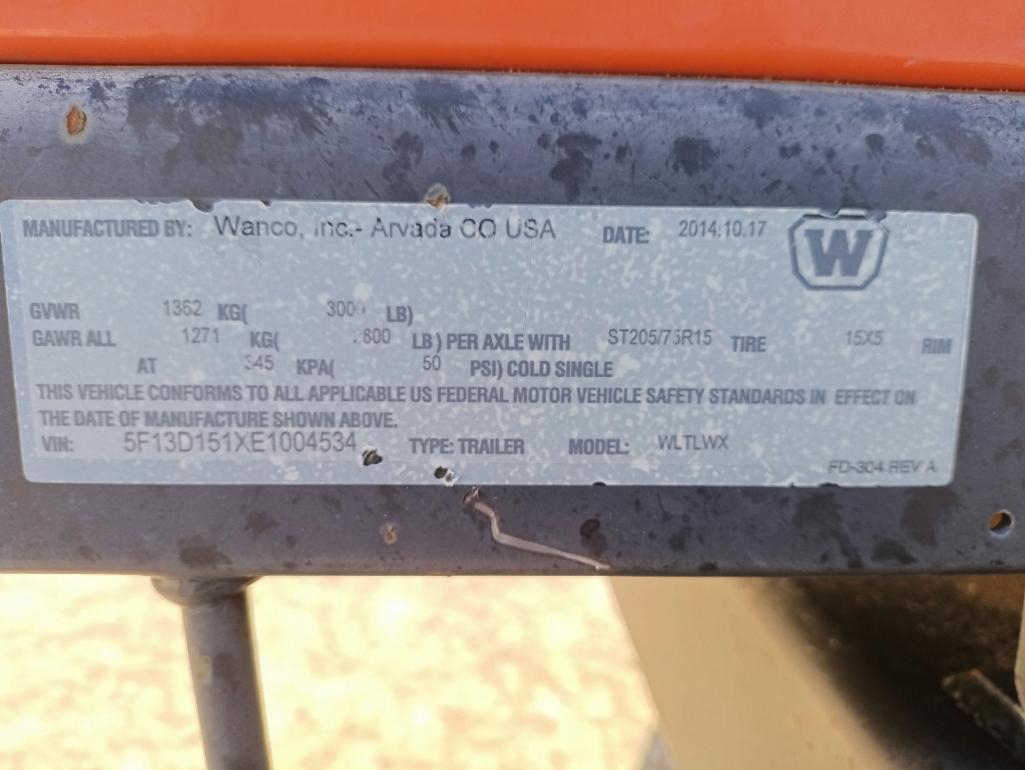 MANUFACTURED BY: Wanco, Inc.- Arvada CO USA DATE: 2014.10.17 W
GVWR 1362 KG( 3000 LB)
GAWR ALL 1271 KG( LB ) PER AXLE WITH ST205/75R15 TIRE 15X5 RIM
AT 345 KPA( 50 PSI) COLD SINGLE
THIS VEHICLE CONFORMS TO ALL APPLICABLE US FEDERAL MOTOR VEHICLE SAFETY STANDARDS IN EFFECT ON
THE DATE OF MANUFACTURE SHOWN ABOVE.
VIN: 5F13D151XE1004534 TYPE: TRAILER MODEL: WLTLWX
FD-304 REV A